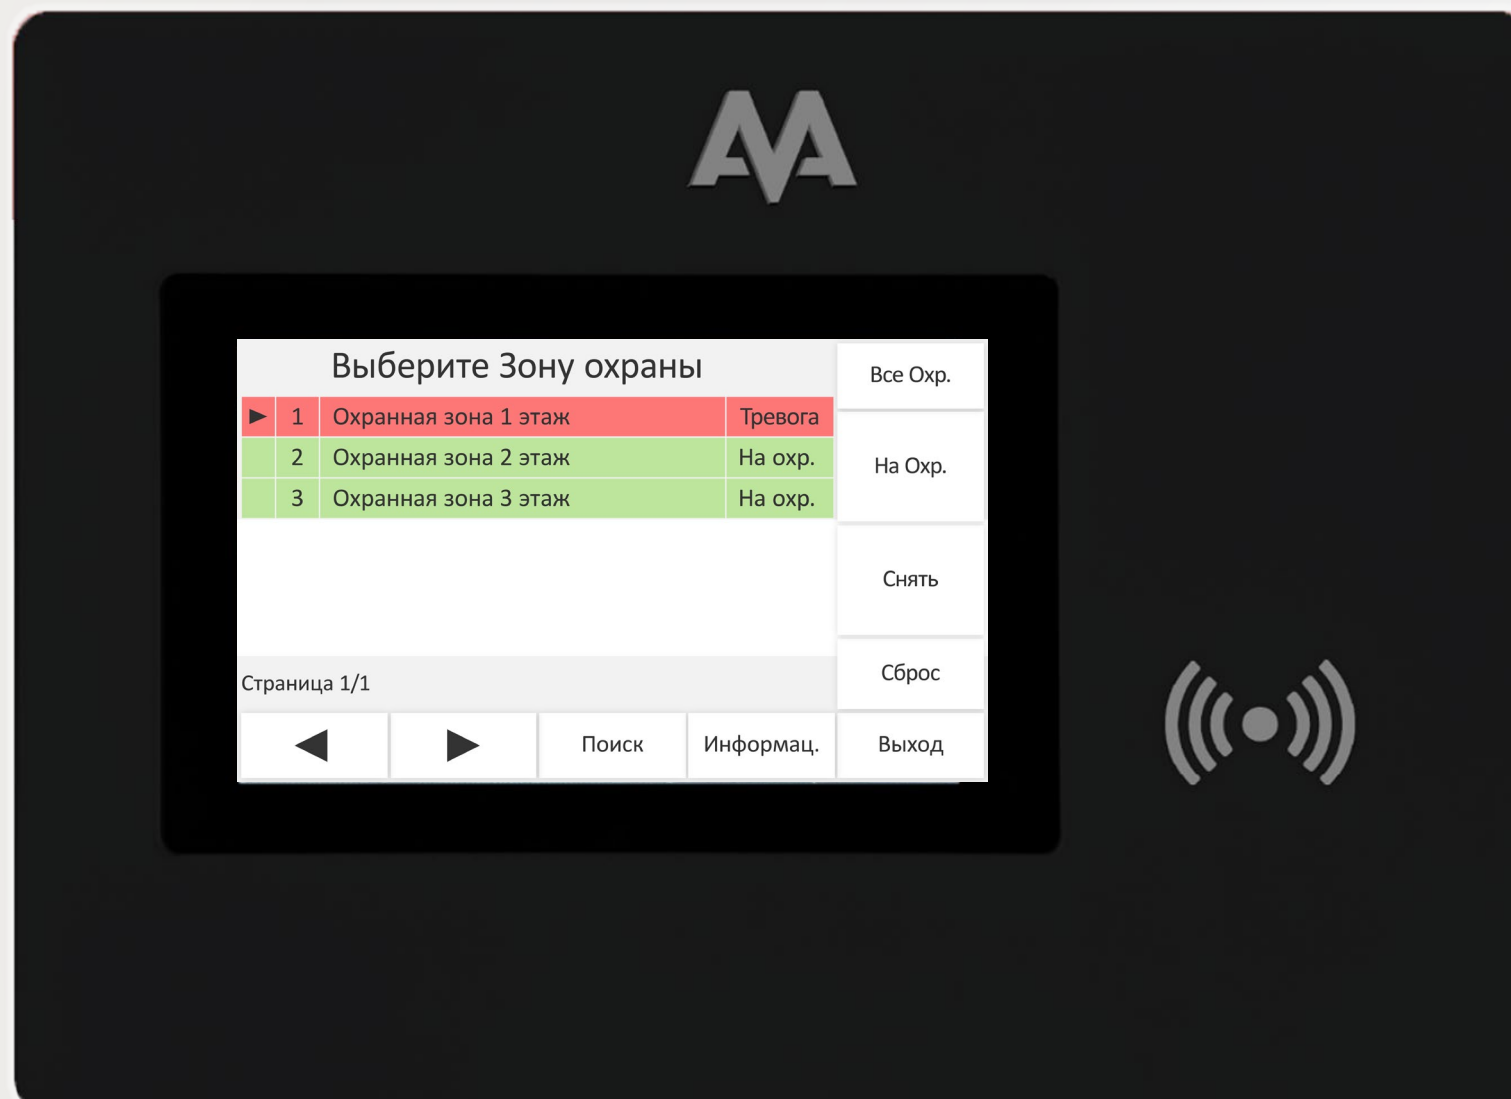 Выберите Зону охраны
Все Охр.
▶ 1 Охранная зона 1 этаж Тревога
2 Охранная зона 2 этаж На охр.
3 Охранная зона 3 этаж На охр.
На Охр.
Снять
Сброс
Страница 1/1
◀ ▶ Поиск Информац. Выход